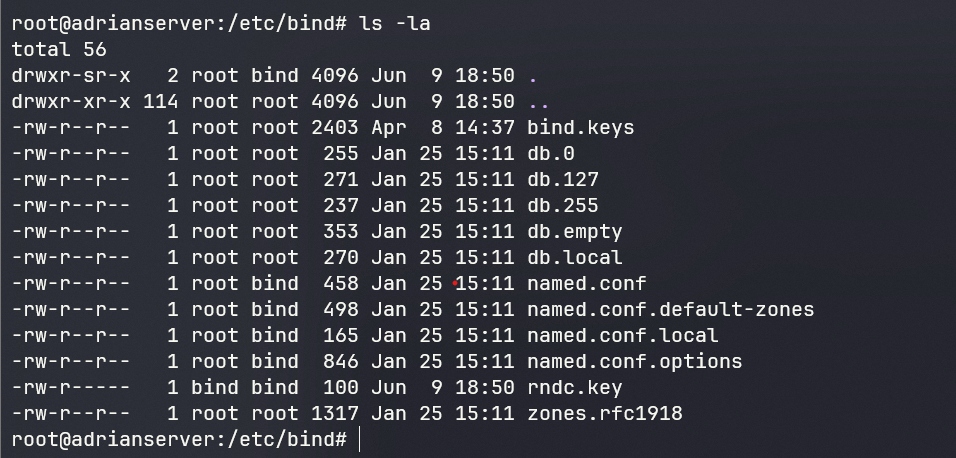 root@adrianserver:/etc/bind# ls -la
total 56
drwxr-sr-x   2 root bind 4096 Jun  9 18:50 .
drwxr-xr-x 114 root root 4096 Jun  9 18:50 ..
-rw-r--r--   1 root root 2403 Apr  8 14:37 bind.keys
-rw-r--r--   1 root root  255 Jan 25 15:11 db.0
-rw-r--r--   1 root root  271 Jan 25 15:11 db.127
-rw-r--r--   1 root root  237 Jan 25 15:11 db.255
-rw-r--r--   1 root root  353 Jan 25 15:11 db.empty
-rw-r--r--   1 root root  270 Jan 25 15:11 db.local
-rw-r--r--   1 root bind  458 Jan 25 15:11 named.conf
-rw-r--r--   1 root bind  498 Jan 25 15:11 named.conf.default-zones
-rw-r--r--   1 root bind  165 Jan 25 15:11 named.conf.local
-rw-r--r--   1 root bind  846 Jan 25 15:11 named.conf.options
-rw-r-----   1 bind bind  100 Jun  9 18:50 rndc.key
-rw-r--r--   1 root root 1317 Jan 25 15:11 zones.rfc1918
root@adrianserver:/etc/bind#